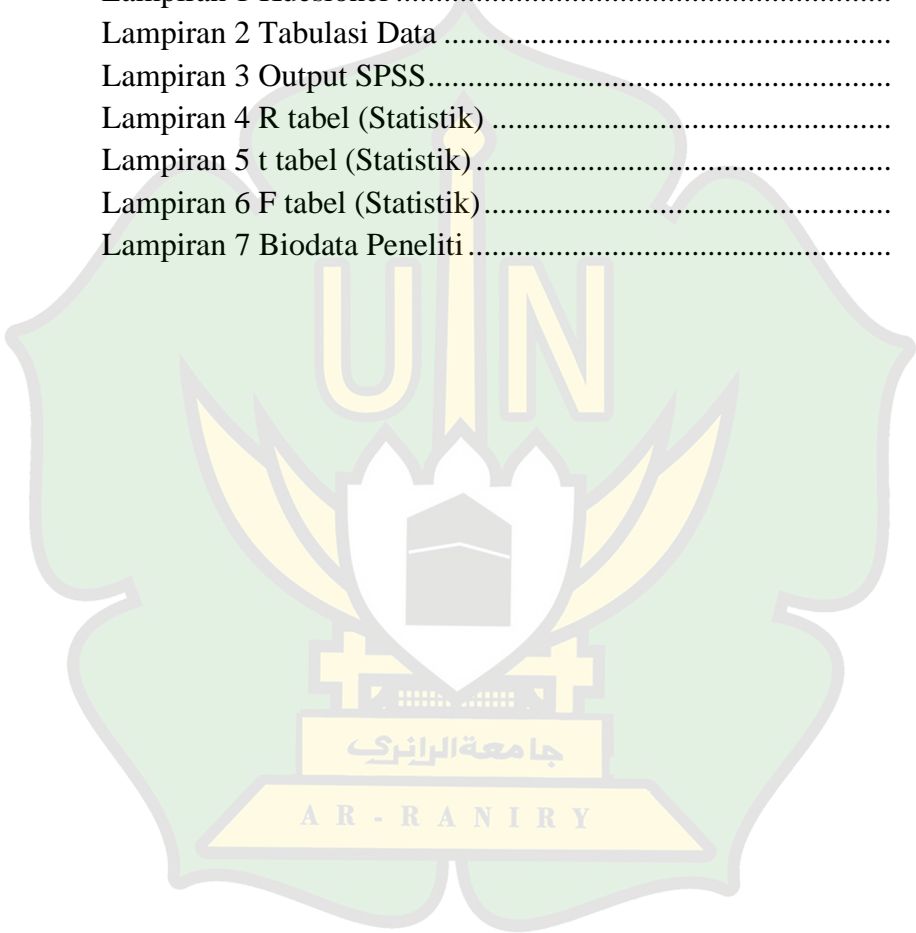 Lampiran 2 Tabulasi Data ........................................................
Lampiran 3 Output SPSS..........................................................
Lampiran 4 R tabel (Statistik) ..................................................
Lampiran 5 t tabel (Statistik)....................................................
Lampiran 6 F tabel (Statistik)...................................................
Lampiran 7 Biodata Peneliti .....................................................
UIN
جامعةالرانري
AR-RANIRY